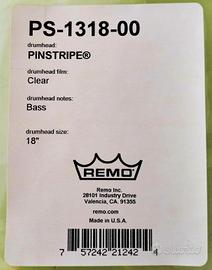 PS-1318-00
drumhead:
PINSTRIPE®
drumhead film:
Clear
drumhead notes:
Bass
drumhead size:
18"
REMO
Remo Inc.
28101 Industry Drive
Valencia, CA. 91355
remo.com
Made in U.S.A.
7 57242 21242 4